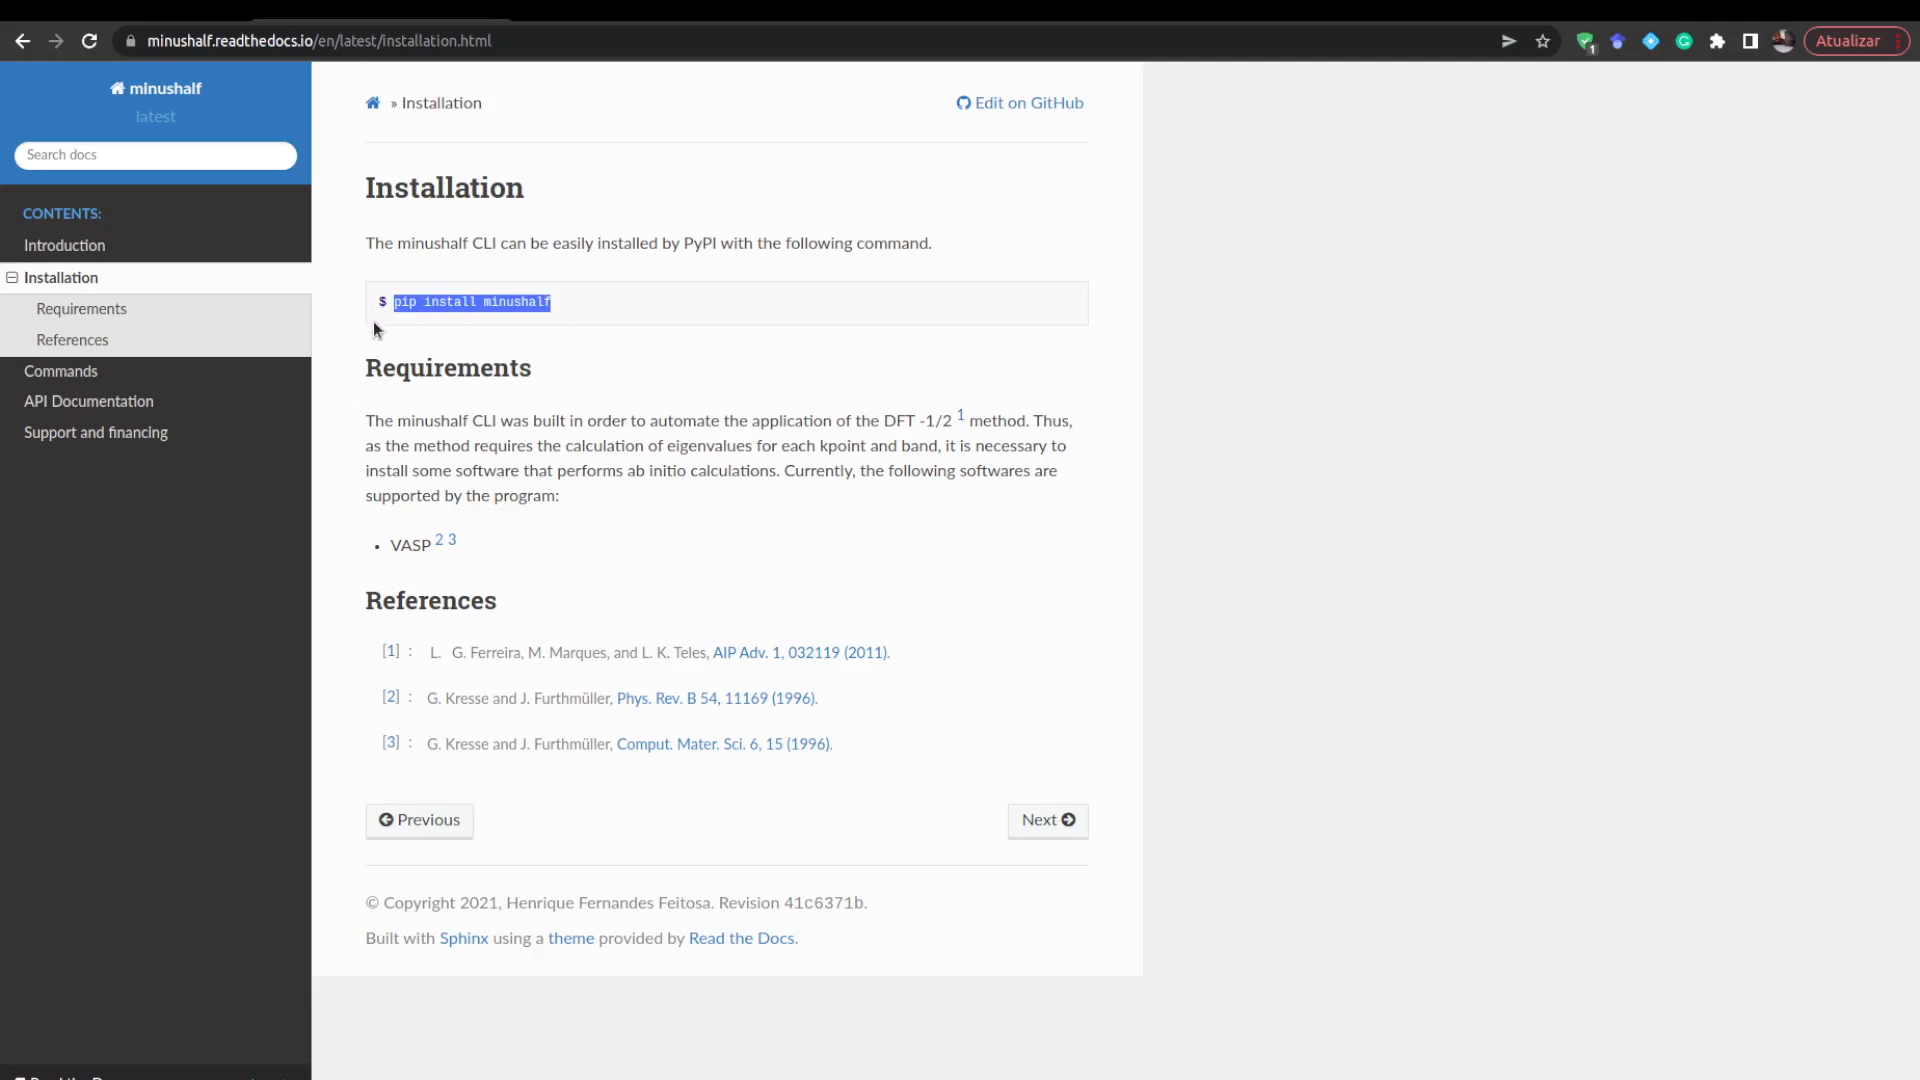 minushalf.readthedocs.io/en/latest/installation.html
1
Atualizar
minushalf
latest
Search docs
CONTENTS:
Introduction
Installation
Requirements
References
Commands
API Documentation
Support and financing
» Installation
Edit on GitHub
Installation
The minushalf CLI can be easily installed by PyPI with the following command.
$ pip install minushalf
Requirements
The minushalf CLI was built in order to automate the application of the DFT -1/2 1 method. Thus,
as the method requires the calculation of eigenvalues for each kpoint and band, it is necessary to
install some software that performs ab initio calculations. Currently, the following softwares are
supported by the program:
• VASP 2 3
References
[1] : L. G. Ferreira, M. Marques, and L. K. Teles, AIP Adv. 1, 032119 (2011).
[2] : G. Kresse and J. Furthmüller, Phys. Rev. B 54, 11169 (1996).
[3] : G. Kresse and J. Furthmüller, Comput. Mater. Sci. 6, 15 (1996).
Previous
Next
© Copyright 2021, Henrique Fernandes Feitosa. Revision 41c6371b.
Built with Sphinx using a theme provided by Read the Docs.